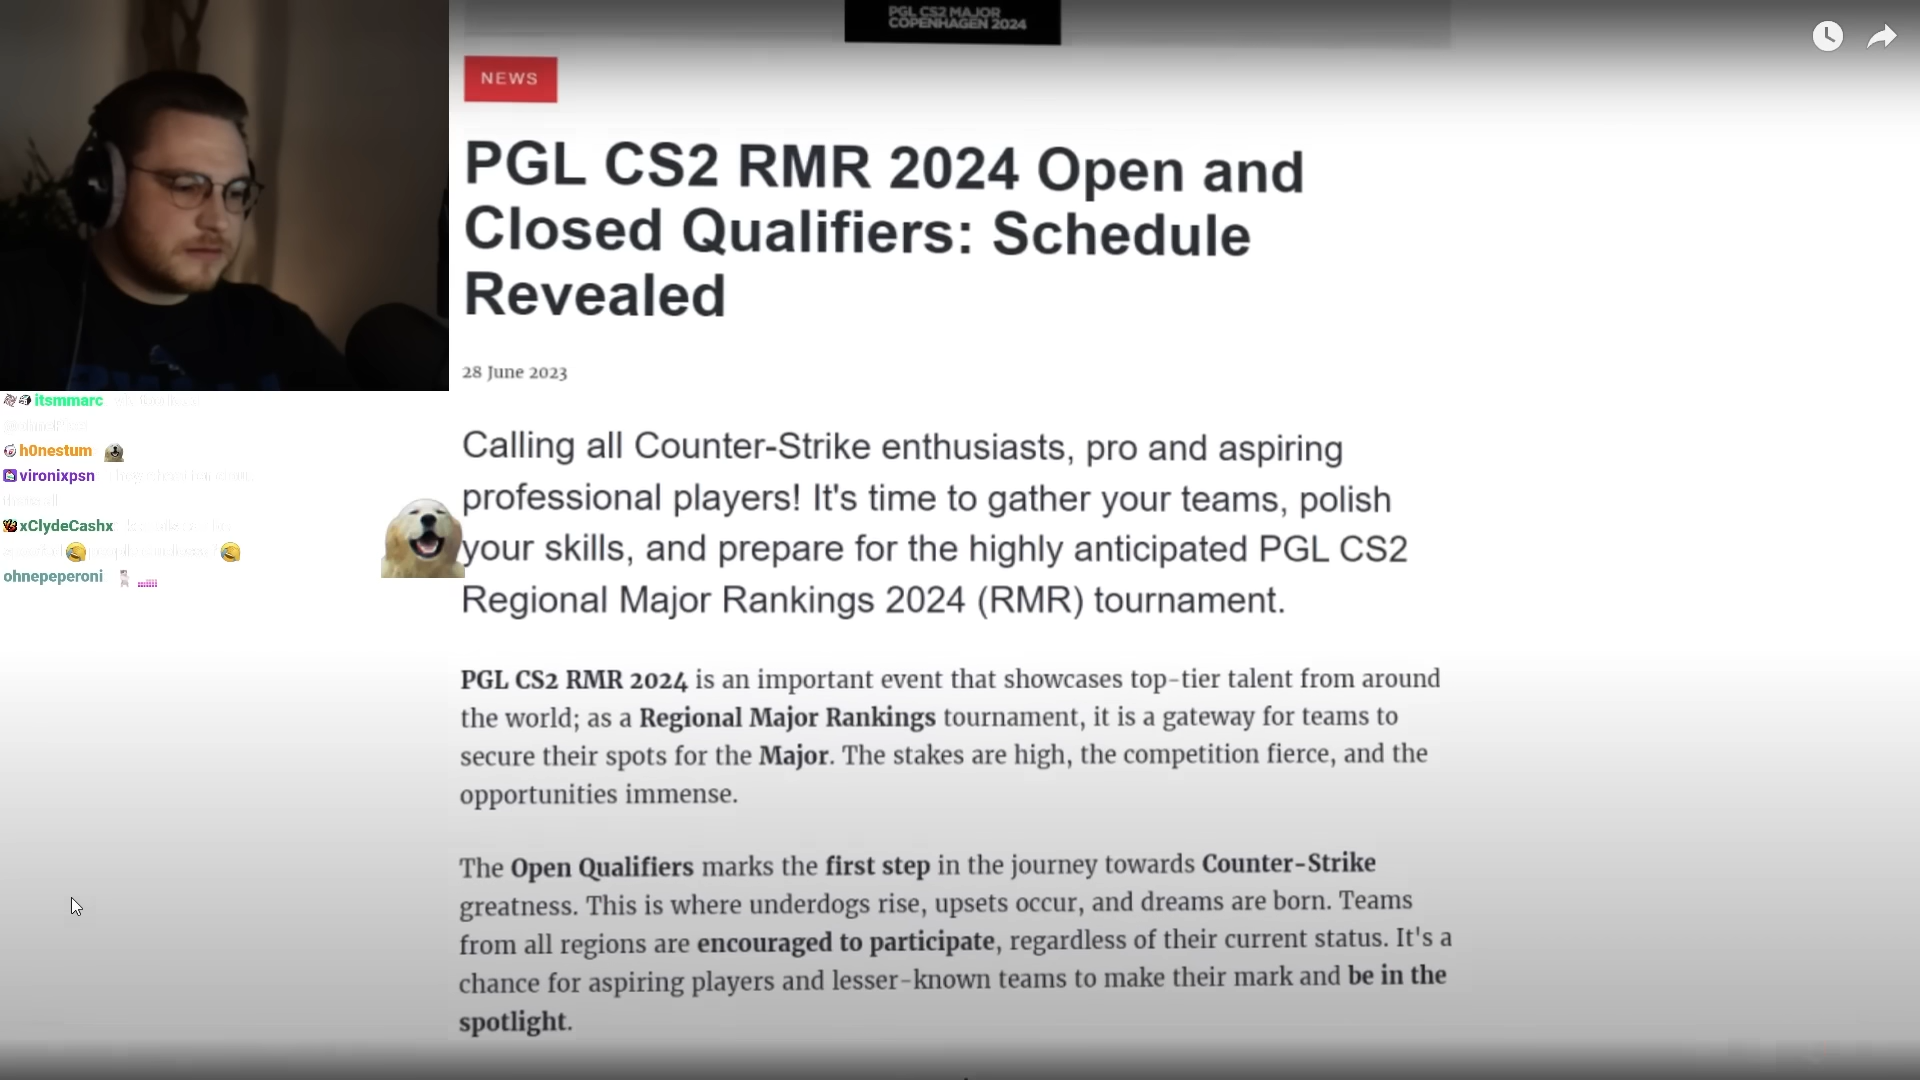 PGL CS2 MAJOR
COPENHAGEN 2024
NEWS
PGL CS2 RMR 2024 Open and
Closed Qualifiers: Schedule
Revealed
28 June 2023
Calling all Counter-Strike enthusiasts, pro and aspiring
professional players! It's time to gather your teams, polish
your skills, and prepare for the highly anticipated PGL CS2
Regional Major Rankings 2024 (RMR) tournament.
PGL CS2 RMR 2024 is an important event that showcases top-tier talent from around
the world; as a Regional Major Rankings tournament, it is a gateway for teams to
secure their spots for the Major. The stakes are high, the competition fierce, and the
opportunities immense.
The Open Qualifiers marks the first step in the journey towards Counter-Strike
greatness. This is where underdogs rise, upsets occur, and dreams are born. Teams
from all regions are encouraged to participate, regardless of their current status. It's a
chance for aspiring players and lesser-known teams to make their mark and be in the
spotlight.
itsmmarc
h0nestum
vironixpsn
xClydeCashx
ohnepeperoni